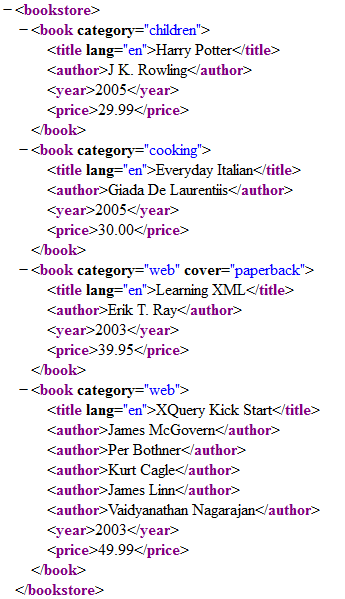 −<bookstore>
−<book category="children">
<title lang="en">Harry Potter</title>
<author>J K. Rowling</author>
<year>2005</year>
<price>29.99</price>
</book>
−<book category="cooking">
<title lang="en">Everyday Italian</title>
<author>Giada De Laurentiis</author>
<year>2005</year>
<price>30.00</price>
</book>
−<book category="web" cover="paperback">
<title lang="en">Learning XML</title>
<author>Erik T. Ray</author>
<year>2003</year>
<price>39.95</price>
</book>
−<book category="web">
<title lang="en">XQuery Kick Start</title>
<author>James McGovern</author>
<author>Per Bothner</author>
<author>Kurt Cagle</author>
<author>James Linn</author>
<author>Vaidyanathan Nagarajan</author>
<year>2003</year>
<price>49.99</price>
</book>
</bookstore>